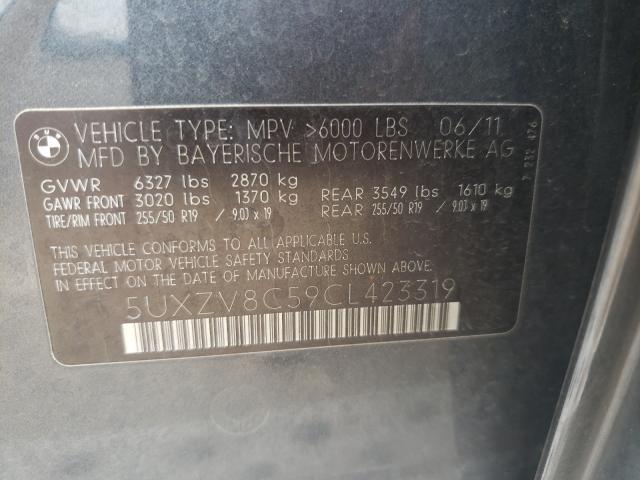 BMW
VEHICLE TYPE: MPV >6000 LBS 06/11
MFD BY BAYERISCHE MOTORENWERKE AG
GVWR 6327 lbs 2870 kg
GAWR FRONT 3020 lbs 1370 kg REAR 3549 lbs 1610 kg
TIRE/RIM FRONT 255/50 R19 / 9.03 x 19 REAR 255/50 R19 / 9.03 x 19
THIS VEHICLE CONFORMS TO ALL APPLICABLE U.S.
FEDERAL MOTOR VEHICLE SAFETY STANDARDS
IN EFFECT ON THE DATE OF MANUFACTURE SHOWN ABOVE.
5UXZV8C59CL423319